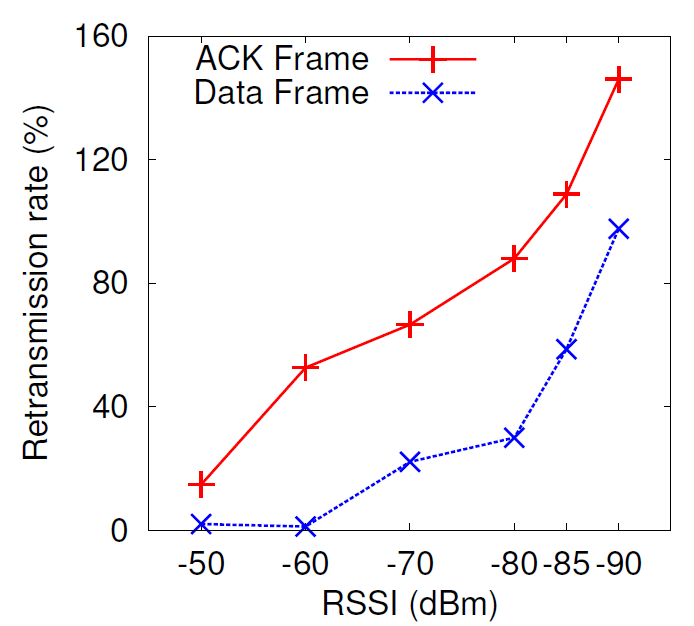 Retransmission rate (%)
160
120
80
40
0
ACK Frame
Data Frame
-50 -60 -70 -80 -85 -90
RSSI (dBm)